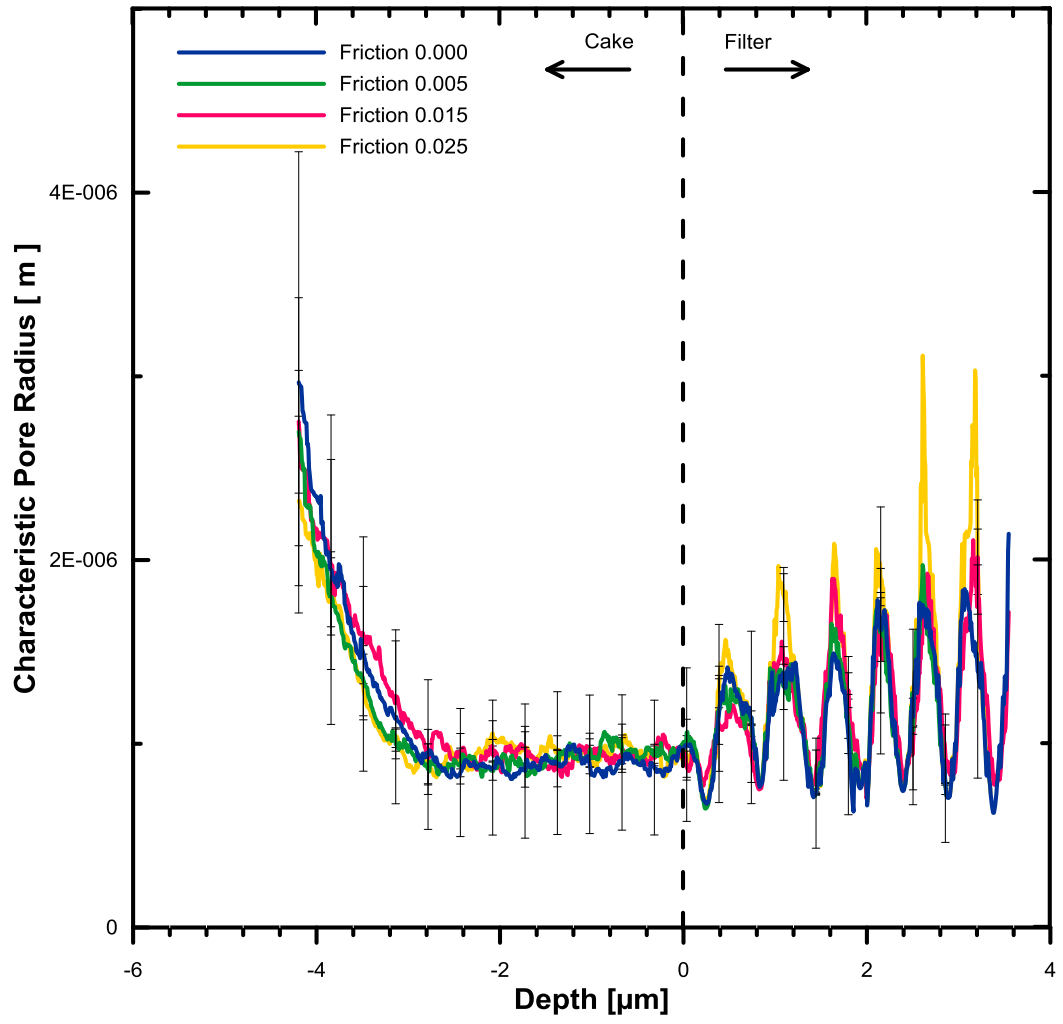 Cake Filter
Friction 0.000
Friction 0.005
Friction 0.015
Friction 0.025
4E-006
2E-006
0
Characteristic Pore Radius [ m ]
-6 -4 -2 0 2 4
Depth [µm]